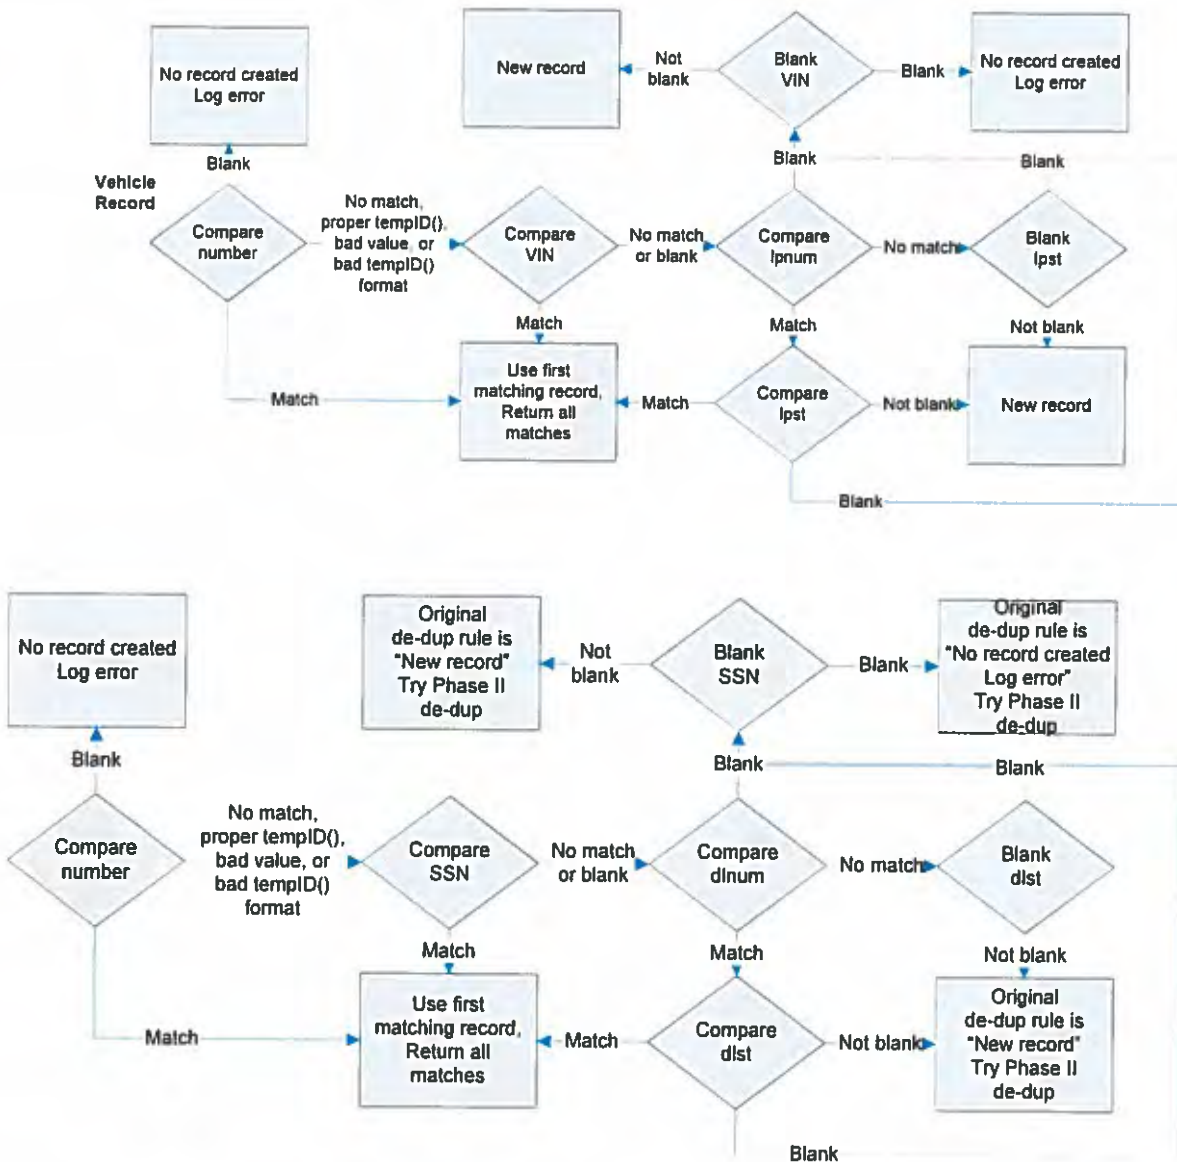 No record created
Log error
New record
Not
blank
Blank
VIN
Blank
No record created
Log error
Blank
Blank
Blank
Vehicle
Record
Compare
number
No match,
proper tempID(),
bad value, or
bad tempID()
format
Compare
VIN
No match
or blank
Compare
lpnum
No match
Blank
lpst
Match
Match
Not blank
Match
Use first
matching record,
Return all
matches
Match
Compare
lpst
Not blank
New record
Blank
No record created
Log error
Original
de-dup rule is
"New record"
Try Phase II
de-dup
Not
blank
Blank
SSN
Blank
Original
de-dup rule is
"No record created
Log error"
Try Phase II
de-dup
Blank
Blank
Blank
Compare
number
No match,
proper tempID(),
bad value, or
bad tempID()
format
Compare
SSN
No match
or blank
Compare
dlnum
No match
Blank
dlst
Match
Match
Not blank
Match
Use first
matching record,
Return all
matches
Match
Compare
dlst
Not blank
Original
de-dup rule is
"New record"
Try Phase II
de-dup
Blank